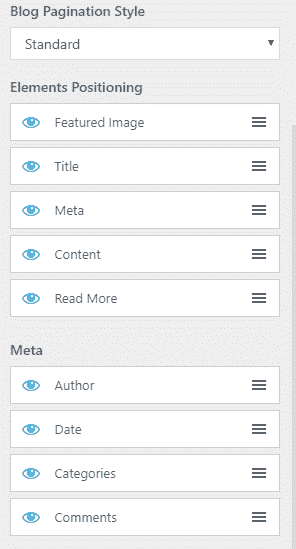 Blog Pagination Style
Standard
Elements Positioning
Featured Image
Title
Meta
Content
Read More
Meta
Author
Date
Categories
Comments